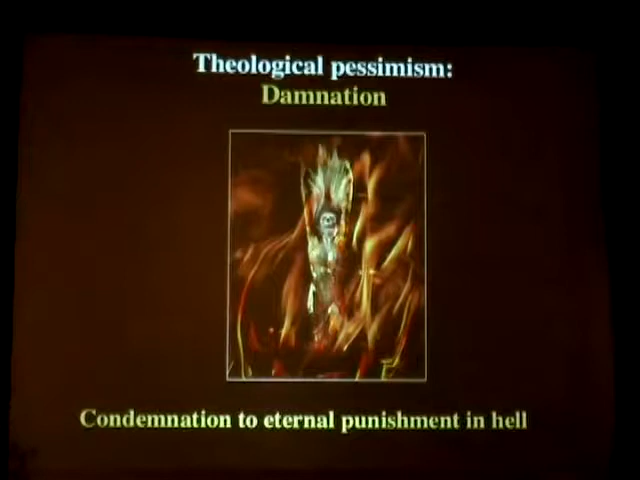 Theological pessimism:
Damnation
Condemnation to eternal punishment in hell